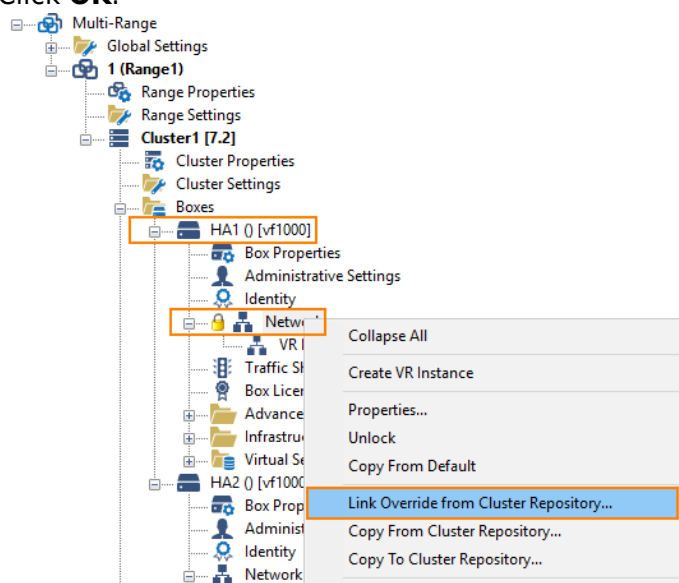 Click OK.
Multi-Range
Global Settings
1 (Range1)
Range Properties
Range Settings
Cluster1 [7.2]
Cluster Properties
Cluster Settings
Boxes
HA1 () [vf1000]
Box Properties
Administrative Settings
Identity
Netw
VR I
Traffic Sh
Box Licen
Advance
Infrastru
Virtual Se
HA2 () [vf1000
Box Prop
Administ
Identity
Network
Collapse All
Create VR Instance
Properties...
Unlock
Copy From Default
Link Override from Cluster Repository...
Copy From Cluster Repository...
Copy To Cluster Repository...